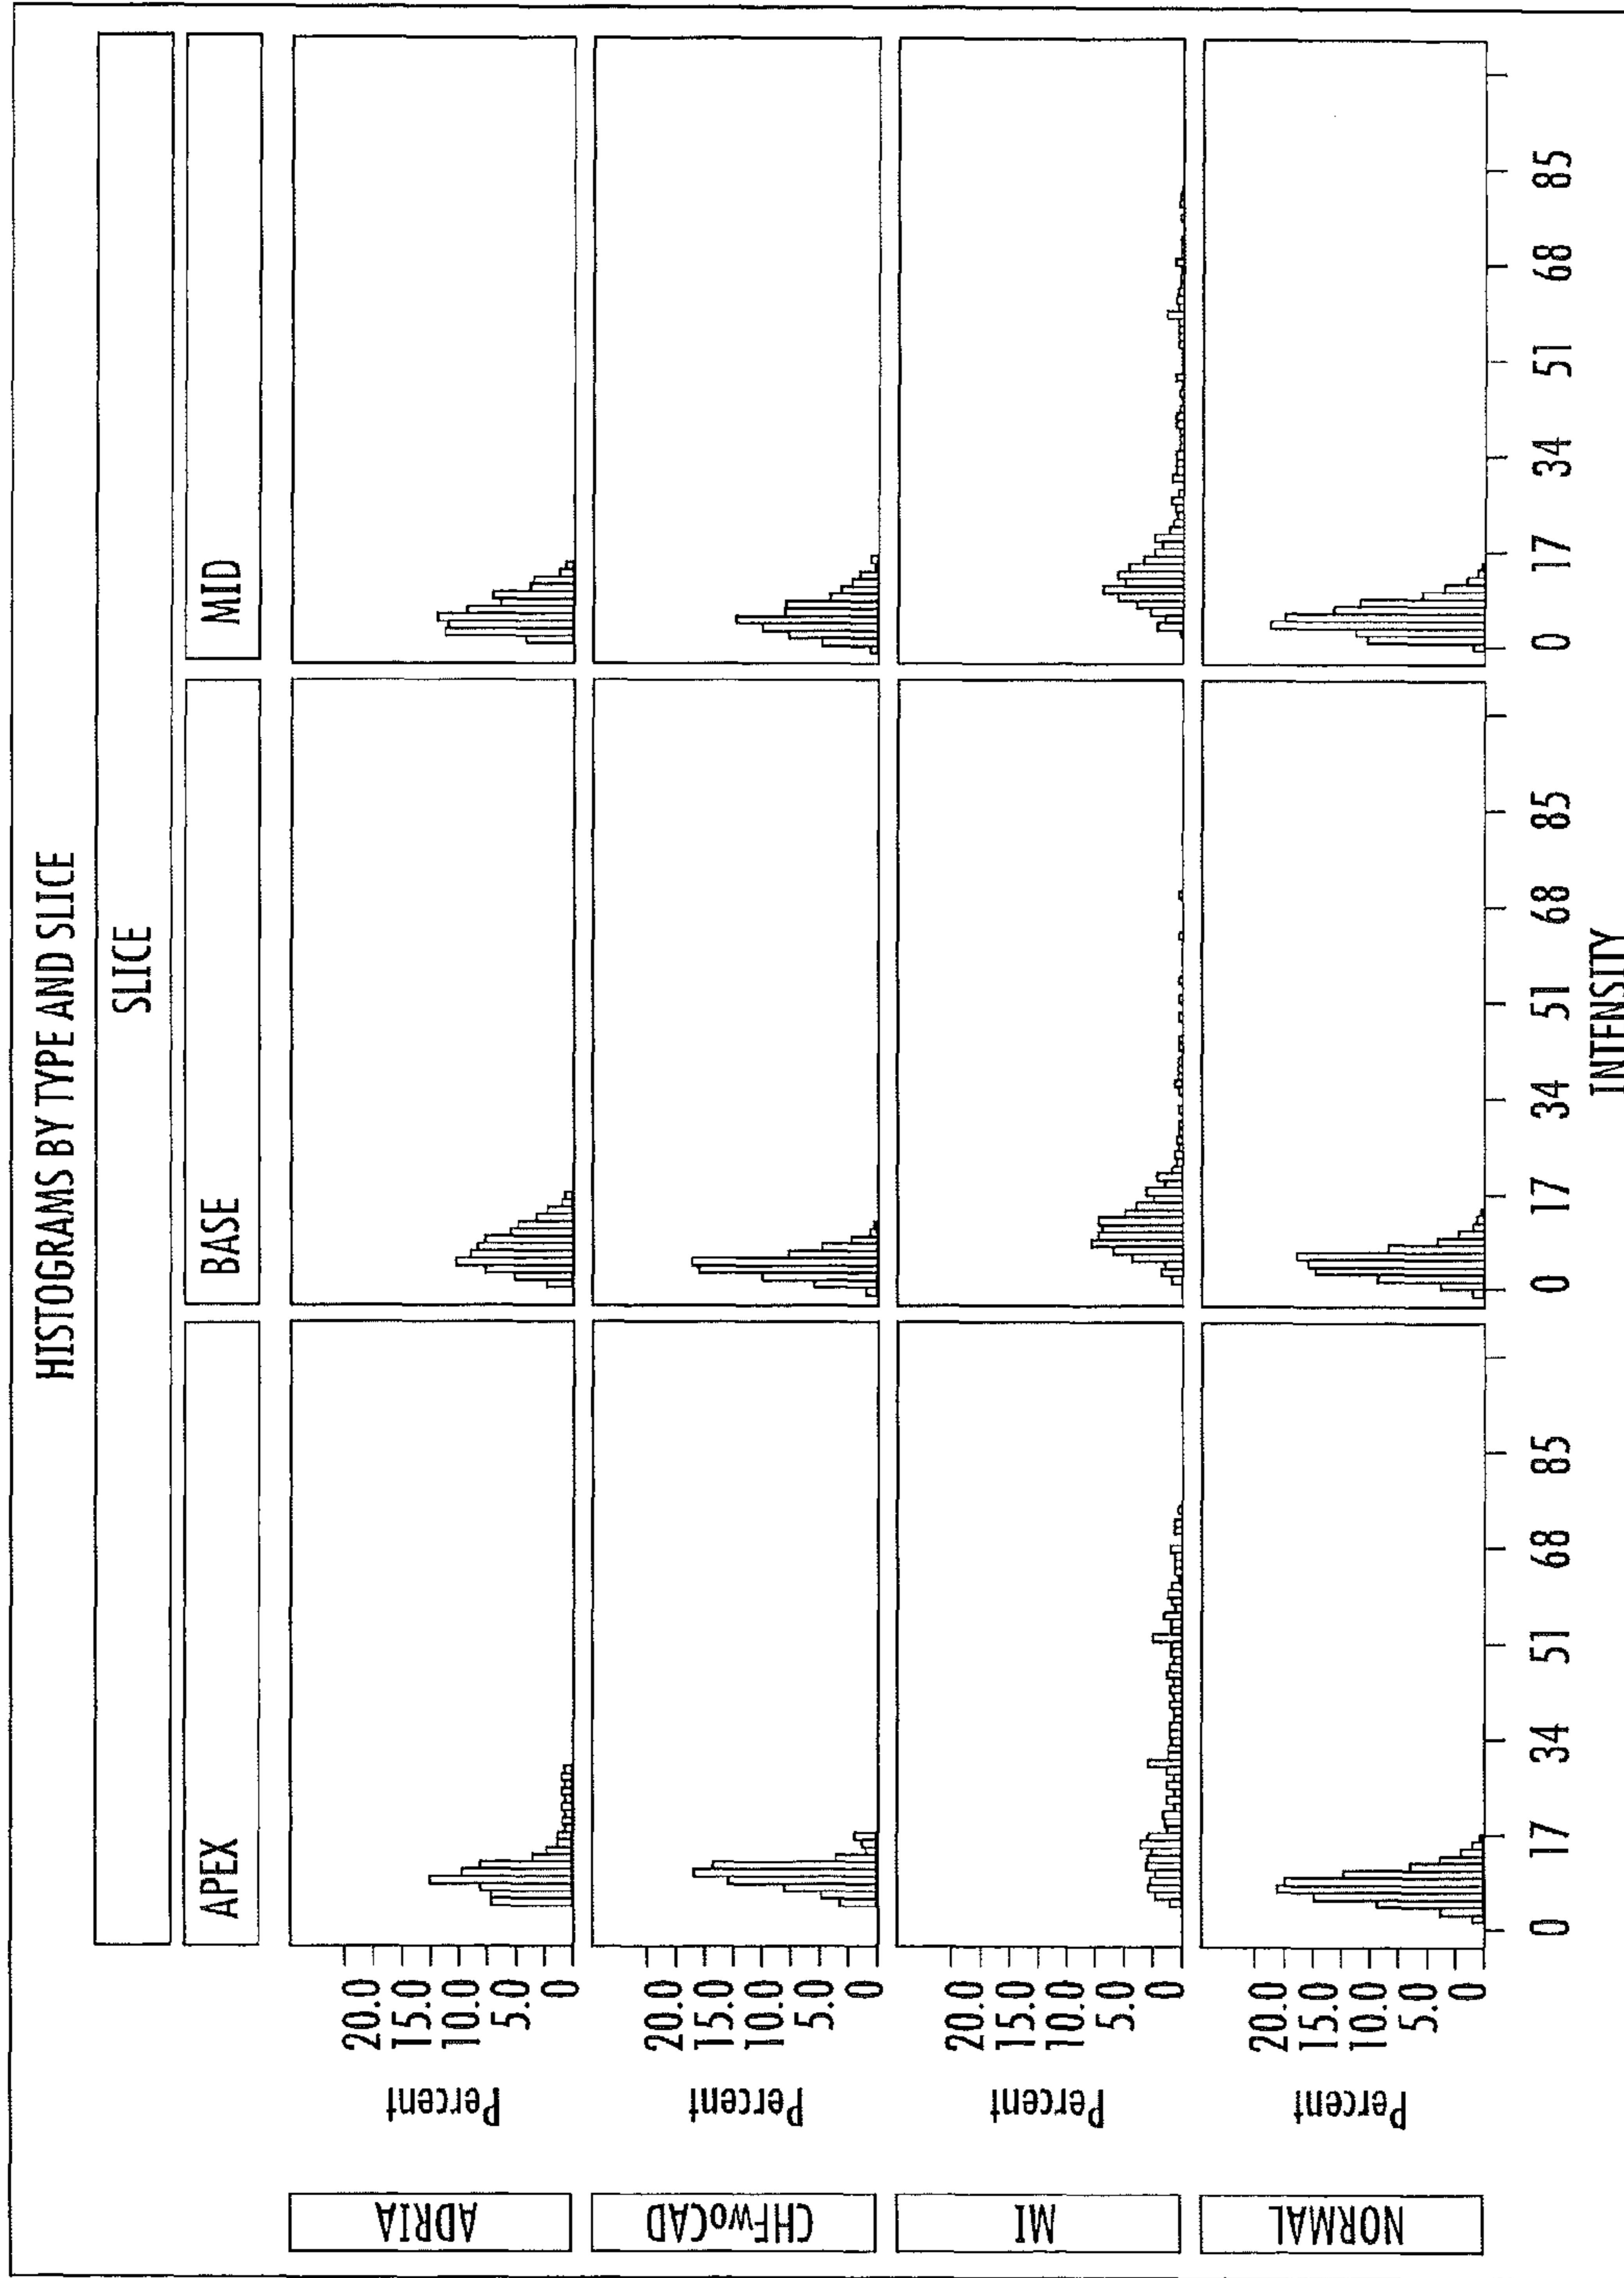 HISTOGRAMS BY TYPE AND SLICE
SLICE
APEX BASE MID
ADRIA
Percent
20.0
15.0
10.0
5.0
0
CHFwoCAD
Percent
20.0
15.0
10.0
5.0
0
MI
Percent
20.0
15.0
10.0
5.0
0
NORMAL
Percent
20.0
15.0
10.0
5.0
0
0 17 34 51 68 85 0 17 34 51 68 85 0 17 34 51 68 85
INTENSITY